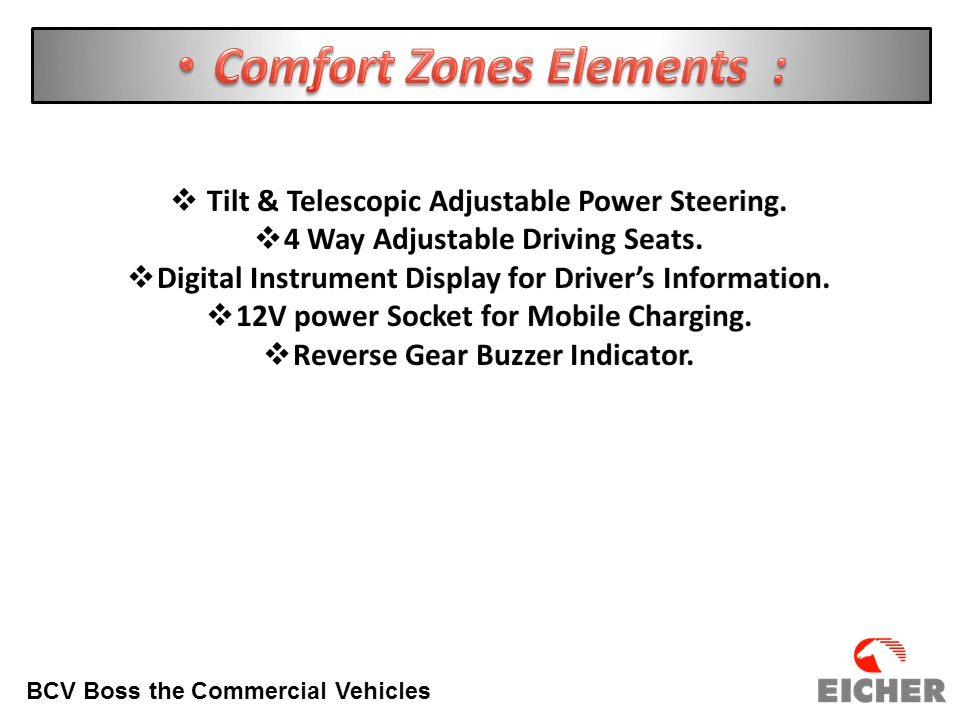 • Comfort Zones Elements :
❖ Tilt & Telescopic Adjustable Power Steering.
❖4 Way Adjustable Driving Seats.
❖Digital Instrument Display for Driver’s Information.
❖12V power Socket for Mobile Charging.
❖Reverse Gear Buzzer Indicator.
BCV Boss the Commercial Vehicles
EICHER